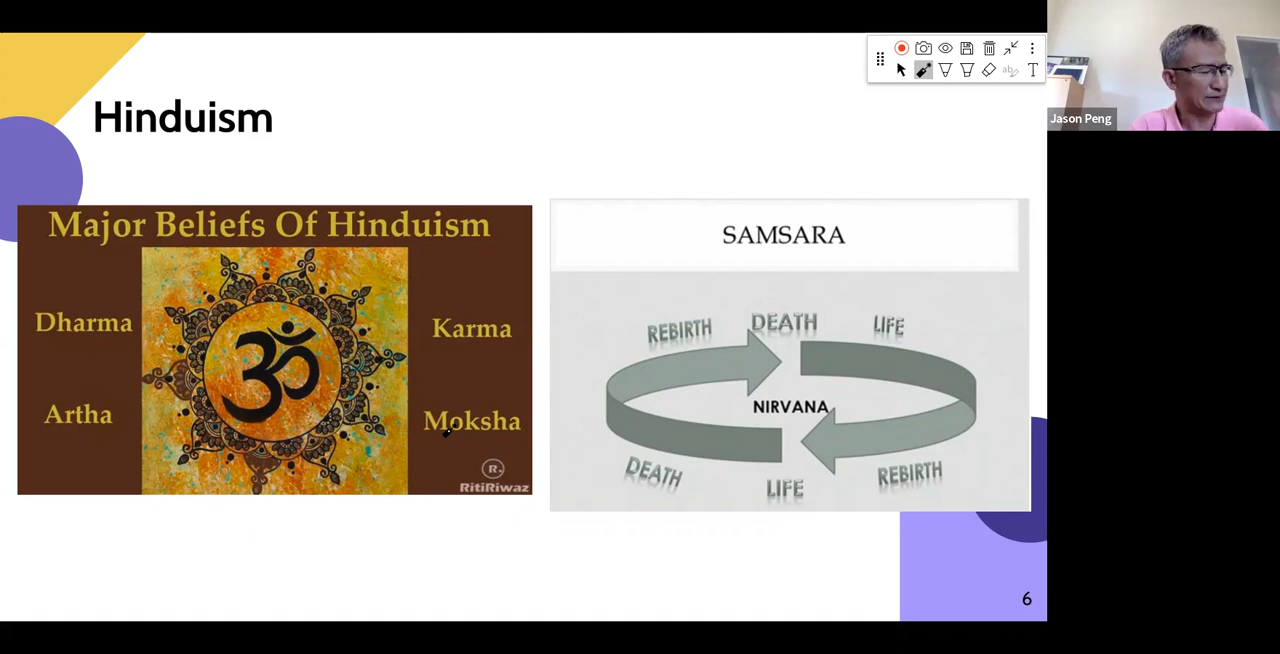 Hinduism
Major Beliefs Of Hinduism
Dharma
Karma
ॐ
Artha
Moksha
R.
RitiRiwaz
SAMSARA
REBIRTH
DEATH
LIFE
NIRVANA
DEATH
LIFE
REBIRTH
6
ab
T
Jason Peng